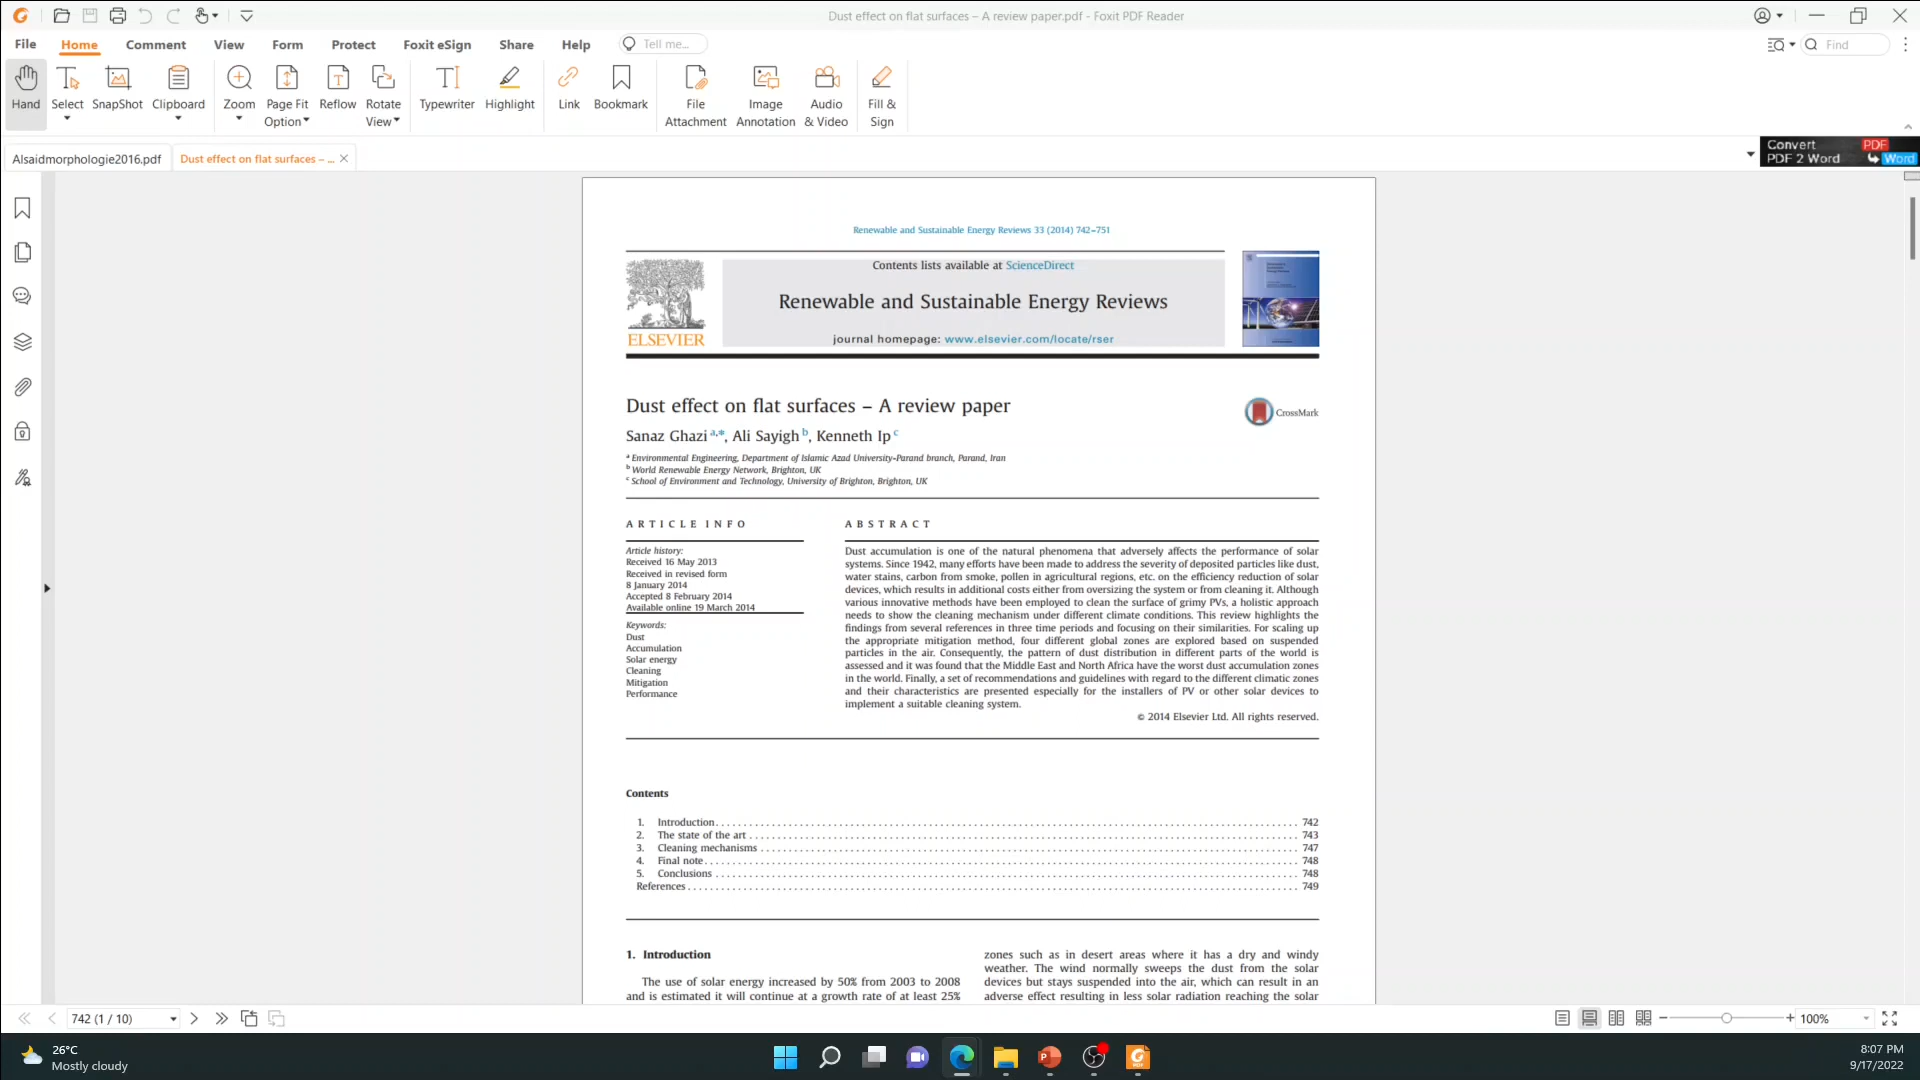 Dust effect on flat surfaces – A review paper.pdf - Foxit PDF Reader
File Home Comment View Form Protect Foxit eSign Share Help Tell me... Find
Hand Select SnapShot Clipboard Zoom Page Fit Option Reflow Rotate View Typewriter Highlight Link Bookmark File Attachment Image Annotation Audio & Video Fill & Sign
Alsaidmorphologie2016.pdf Dust effect on flat surfaces – ...
Convert PDF
PDF 2 Word Word
Renewable and Sustainable Energy Reviews 33 (2014) 742–751
Contents lists available at ScienceDirect
Renewable and Sustainable Energy Reviews
journal homepage: www.elsevier.com/locate/rser
ELSEVIER
Dust effect on flat surfaces – A review paper
CrossMark
Sanaz Ghazi a,*, Ali Sayigh b, Kenneth Ip c
a Environmental Engineering, Department of Islamic Azad University-Parand branch, Parand, Iran
b World Renewable Energy Network, Brighton, UK
c School of Environment and Technology, University of Brighton, Brighton, UK
ARTICLE INFO
Article history:
Received 16 May 2013
Received in revised form
8 January 2014
Accepted 8 February 2014
Available online 19 March 2014
Keywords:
Dust
Accumulation
Solar energy
Cleaning
Mitigation
Performance
ABSTRACT
Dust accumulation is one of the natural phenomena that adversely affects the performance of solar
systems. Since 1942, many efforts have been made to address the severity of deposited particles like dust,
water stains, carbon from smoke, pollen in agricultural regions, etc. on the efficiency reduction of solar
devices, which results in additional costs either from oversizing the system or from cleaning it. Although
various innovative methods have been employed to clean the surface of grimy PVs, a holistic approach
needs to show the cleaning mechanism under different climate conditions. This review highlights the
findings from several references in three time periods and focusing on their similarities. For scaling up
the appropriate mitigation method, four different global zones are explored based on suspended
particles in the air. Consequently, the pattern of dust distribution in different parts of the world is
assessed and it was found that the Middle East and North Africa have the worst dust accumulation zones
in the world. Finally, a set of recommendations and guidelines with regard to the different climatic zones
and their characteristics are presented especially for the installers of PV or other solar devices to
implement a suitable cleaning system.
© 2014 Elsevier Ltd. All rights reserved.
Contents
1. Introduction. . . . . 742
2. The state of the art . . . . . 743
3. Cleaning mechanisms . . . . . 747
4. Final note. . . . . 748
5. Conclusions . . . . . 748
References. . . . . 749
1. Introduction
The use of solar energy increased by 50% from 2003 to 2008
and is estimated it will continue at a growth rate of at least 25%
zones such as in desert areas where it has a dry and windy
weather. The wind normally sweeps the dust from the solar
devices but stays suspended into the air, which can result in an
adverse effect resulting in less solar radiation reaching the solar
742 (1 / 10) 100%
26°C
Mostly cloudy
8:07 PM
9/17/2022